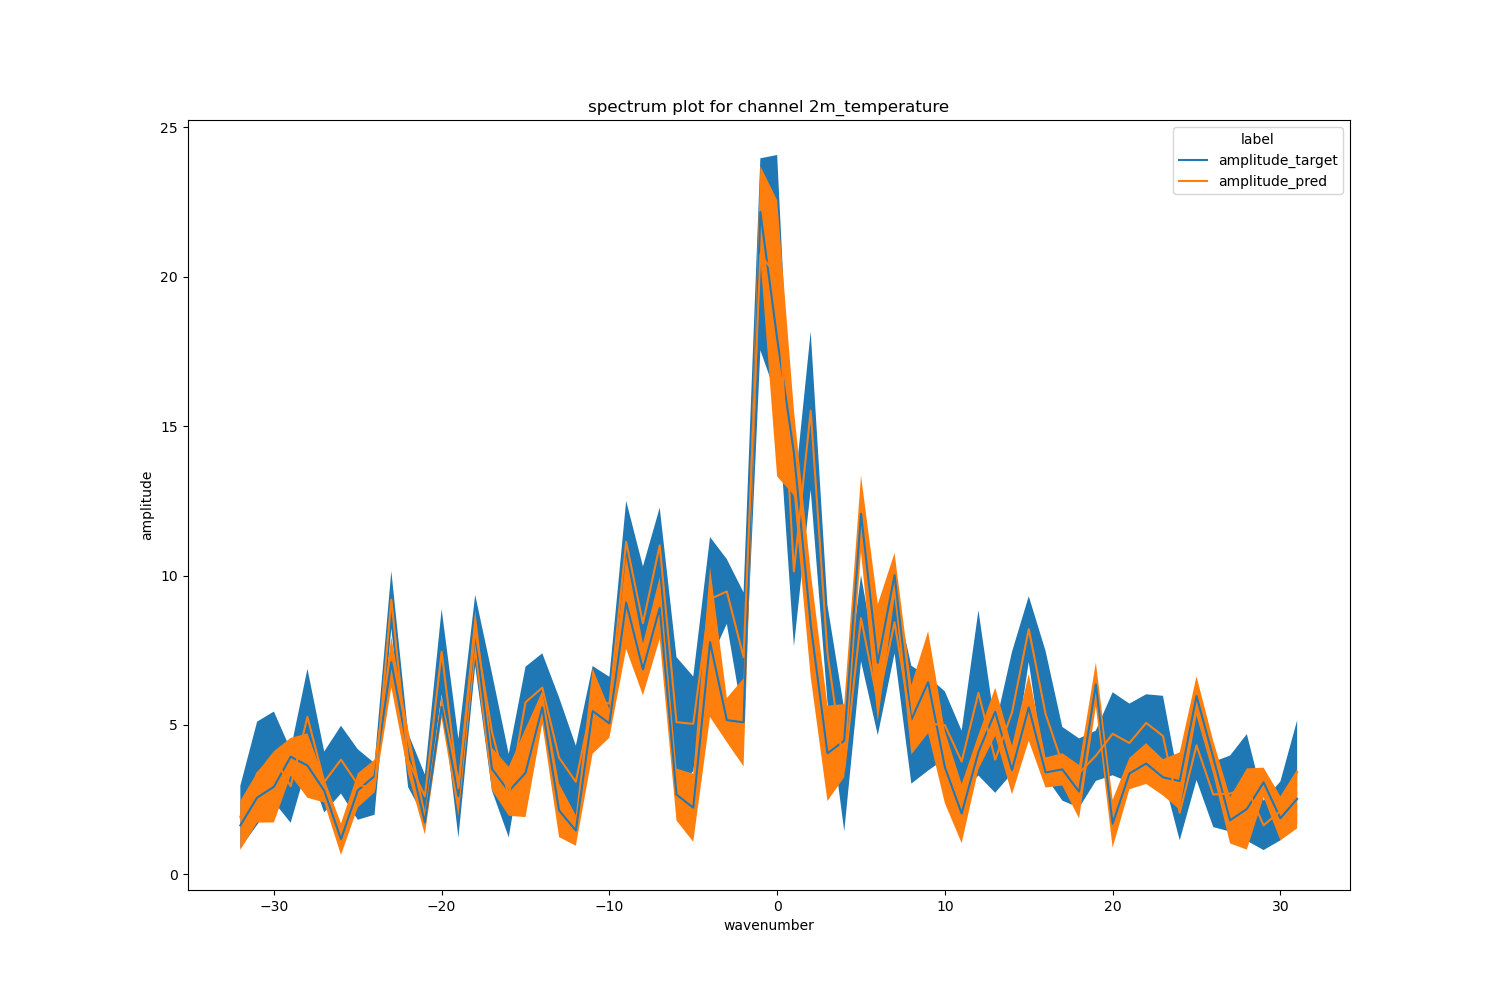 spectrum plot for channel 2m_temperature
label
amplitude_target
amplitude_pred
25
20
15
10
5
0
amplitude
−30
−20
−10
0
10
20
30
wavenumber